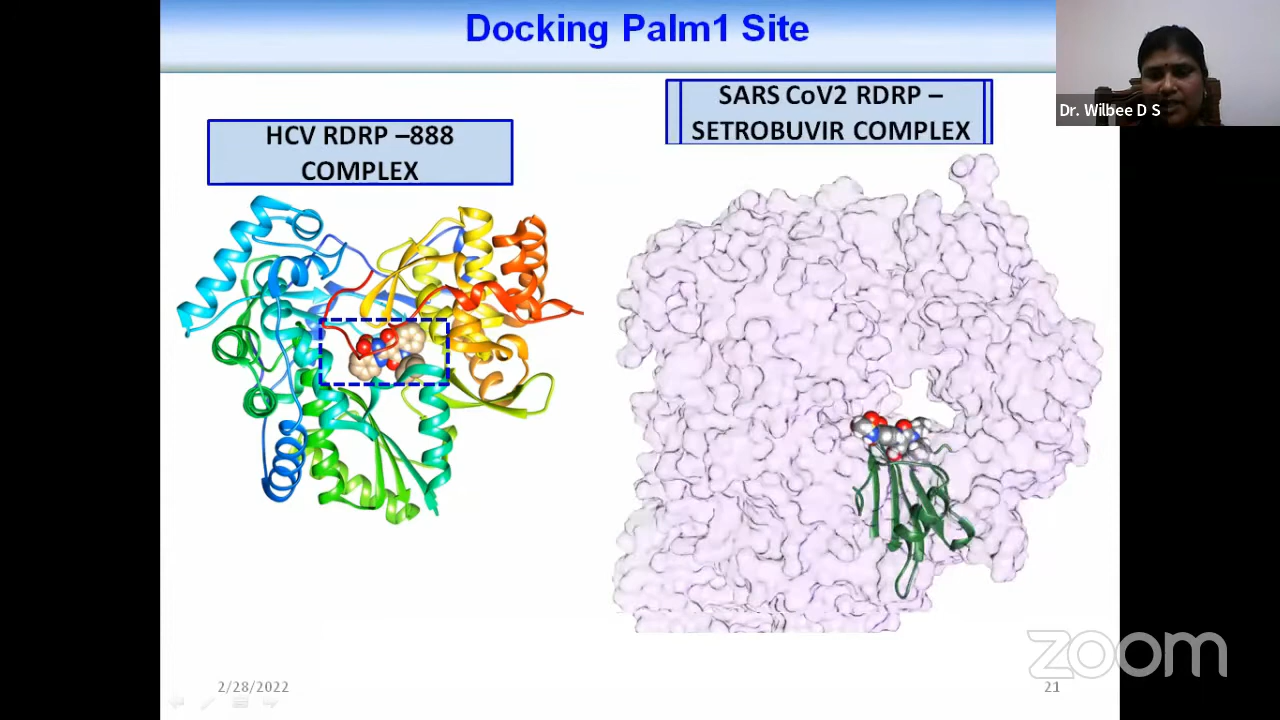 Docking Palm1 Site
Dr. Wilbee D S
HCV RDRP –888
COMPLEX
SARS CoV2 RDRP –
SETROBUVIR COMPLEX
2/28/2022
21
zoom